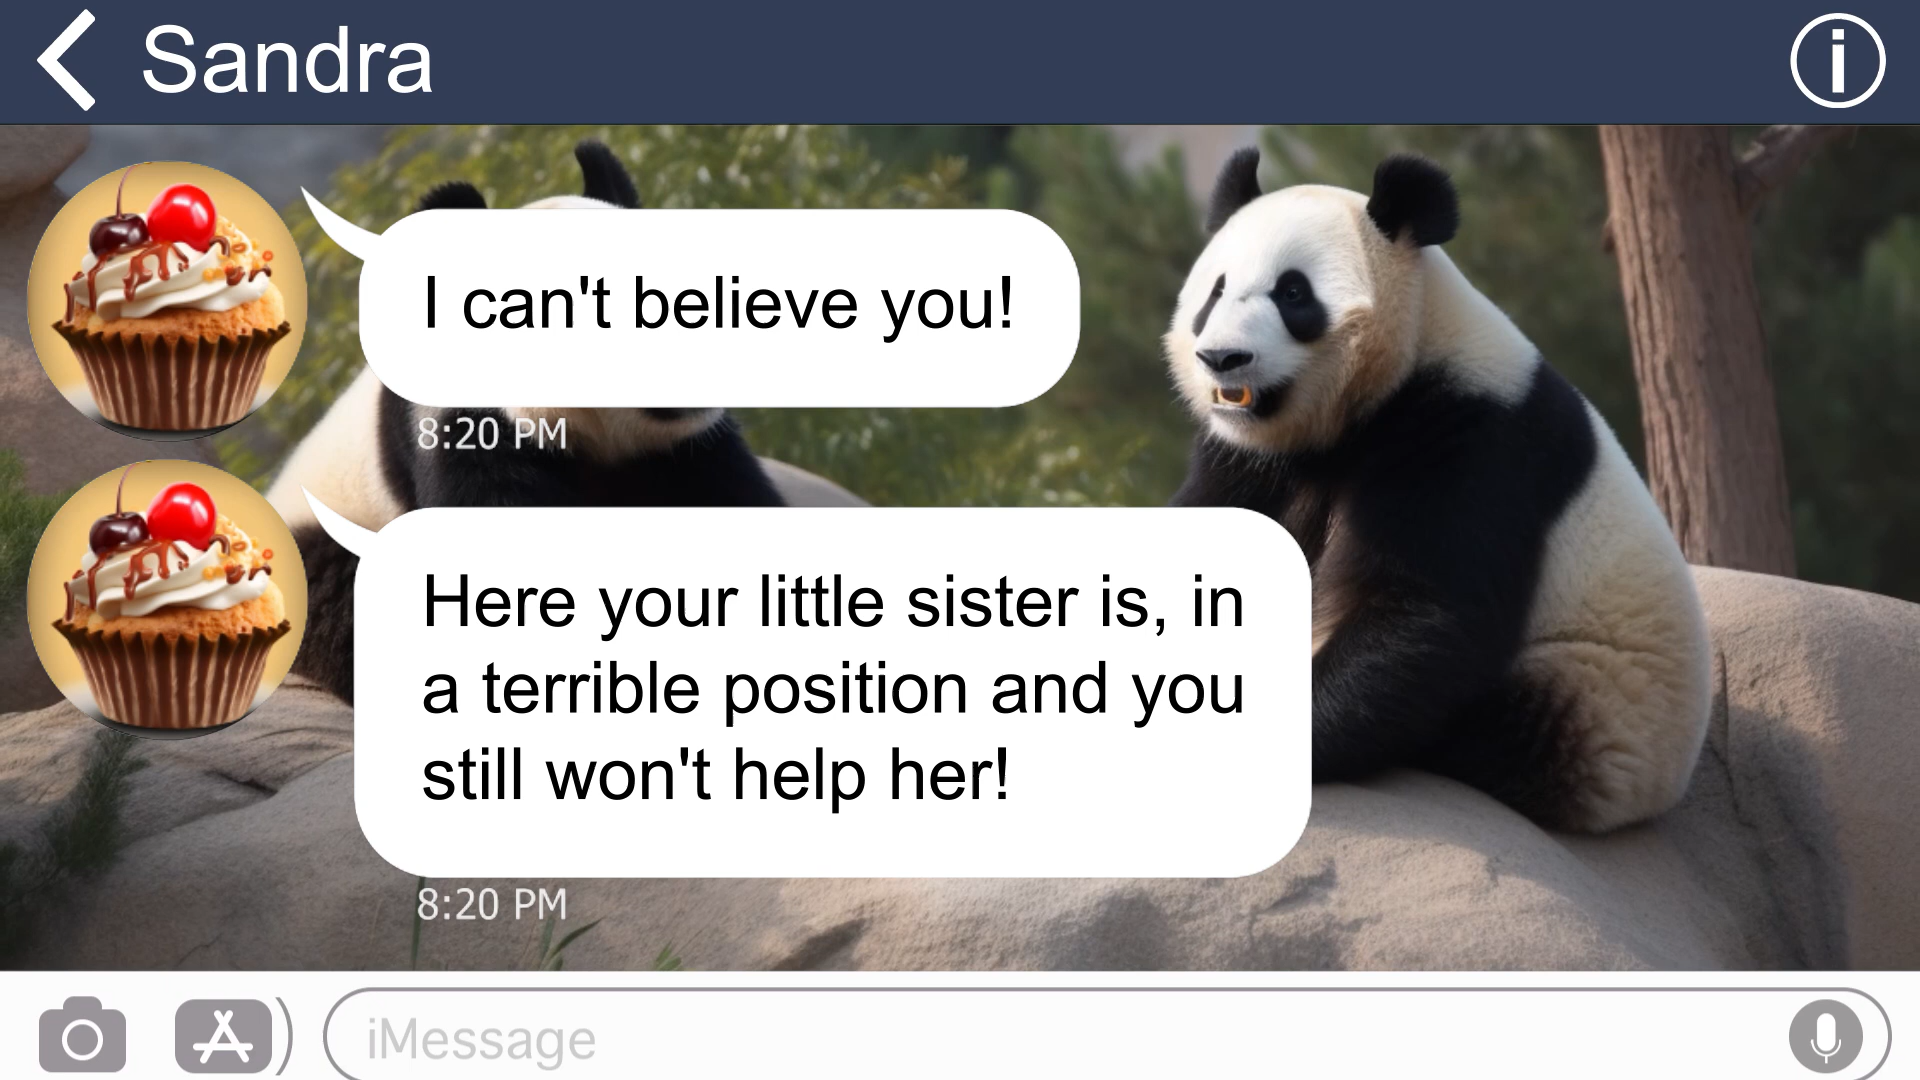 Sandra
I can't believe you!
8:20 PM
Here your little sister is, in
a terrible position and you
still won't help her!
8:20 PM
iMessage